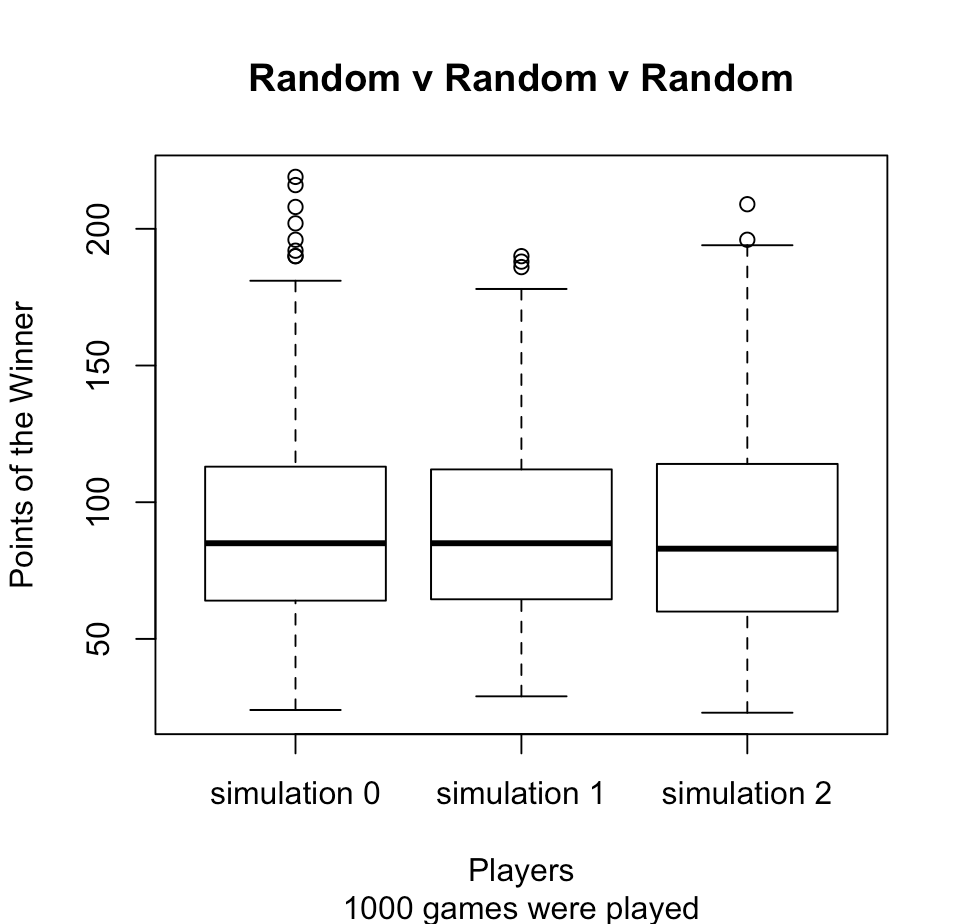 Random v Random v Random
Points of the Winner
200
150
100
50
simulation 0 simulation 1 simulation 2
Players
1000 games were played